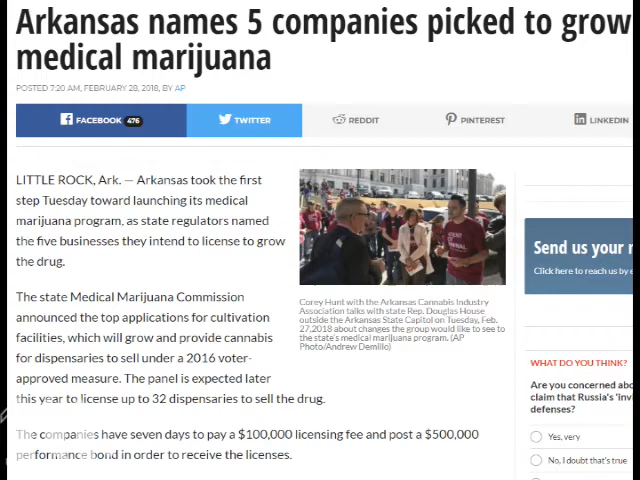 Arkansas names 5 companies picked to grow
medical marijuana
POSTED 7:20 AM, FEBRUARY 28, 2018, BY AP
FACEBOOK 476
TWITTER
REDDIT
PINTEREST
LINKEDIN
LITTLE ROCK, Ark. — Arkansas took the first
step Tuesday toward launching its medical
marijuana program, as state regulators named
the five businesses they intend to license to grow
the drug.
Corey Hunt with the Arkansas Cannabis Industry
Association talks with state Rep. Douglas House
outside the Arkansas State Capitol on Tuesday, Feb.
27,2018 about changes the group would like to see to
the state's medical marijuana program. (AP
Photo/Andrew Demillo)
The state Medical Marijuana Commission
announced the top applications for cultivation
facilities, which will grow and provide cannabis
for dispensaries to sell under a 2016 voter-
approved measure. The panel is expected later
this year to license up to 32 dispensaries to sell the drug.
The companies have seven days to pay a $100,000 licensing fee and post a $500,000
performance bond in order to receive the licenses.
Send us your
Click here to reach us by e
WHAT DO YOU THINK?
Are you concerned abo
claim that Russia's 'invi
defenses?
Yes, very
No, I doubt that's true